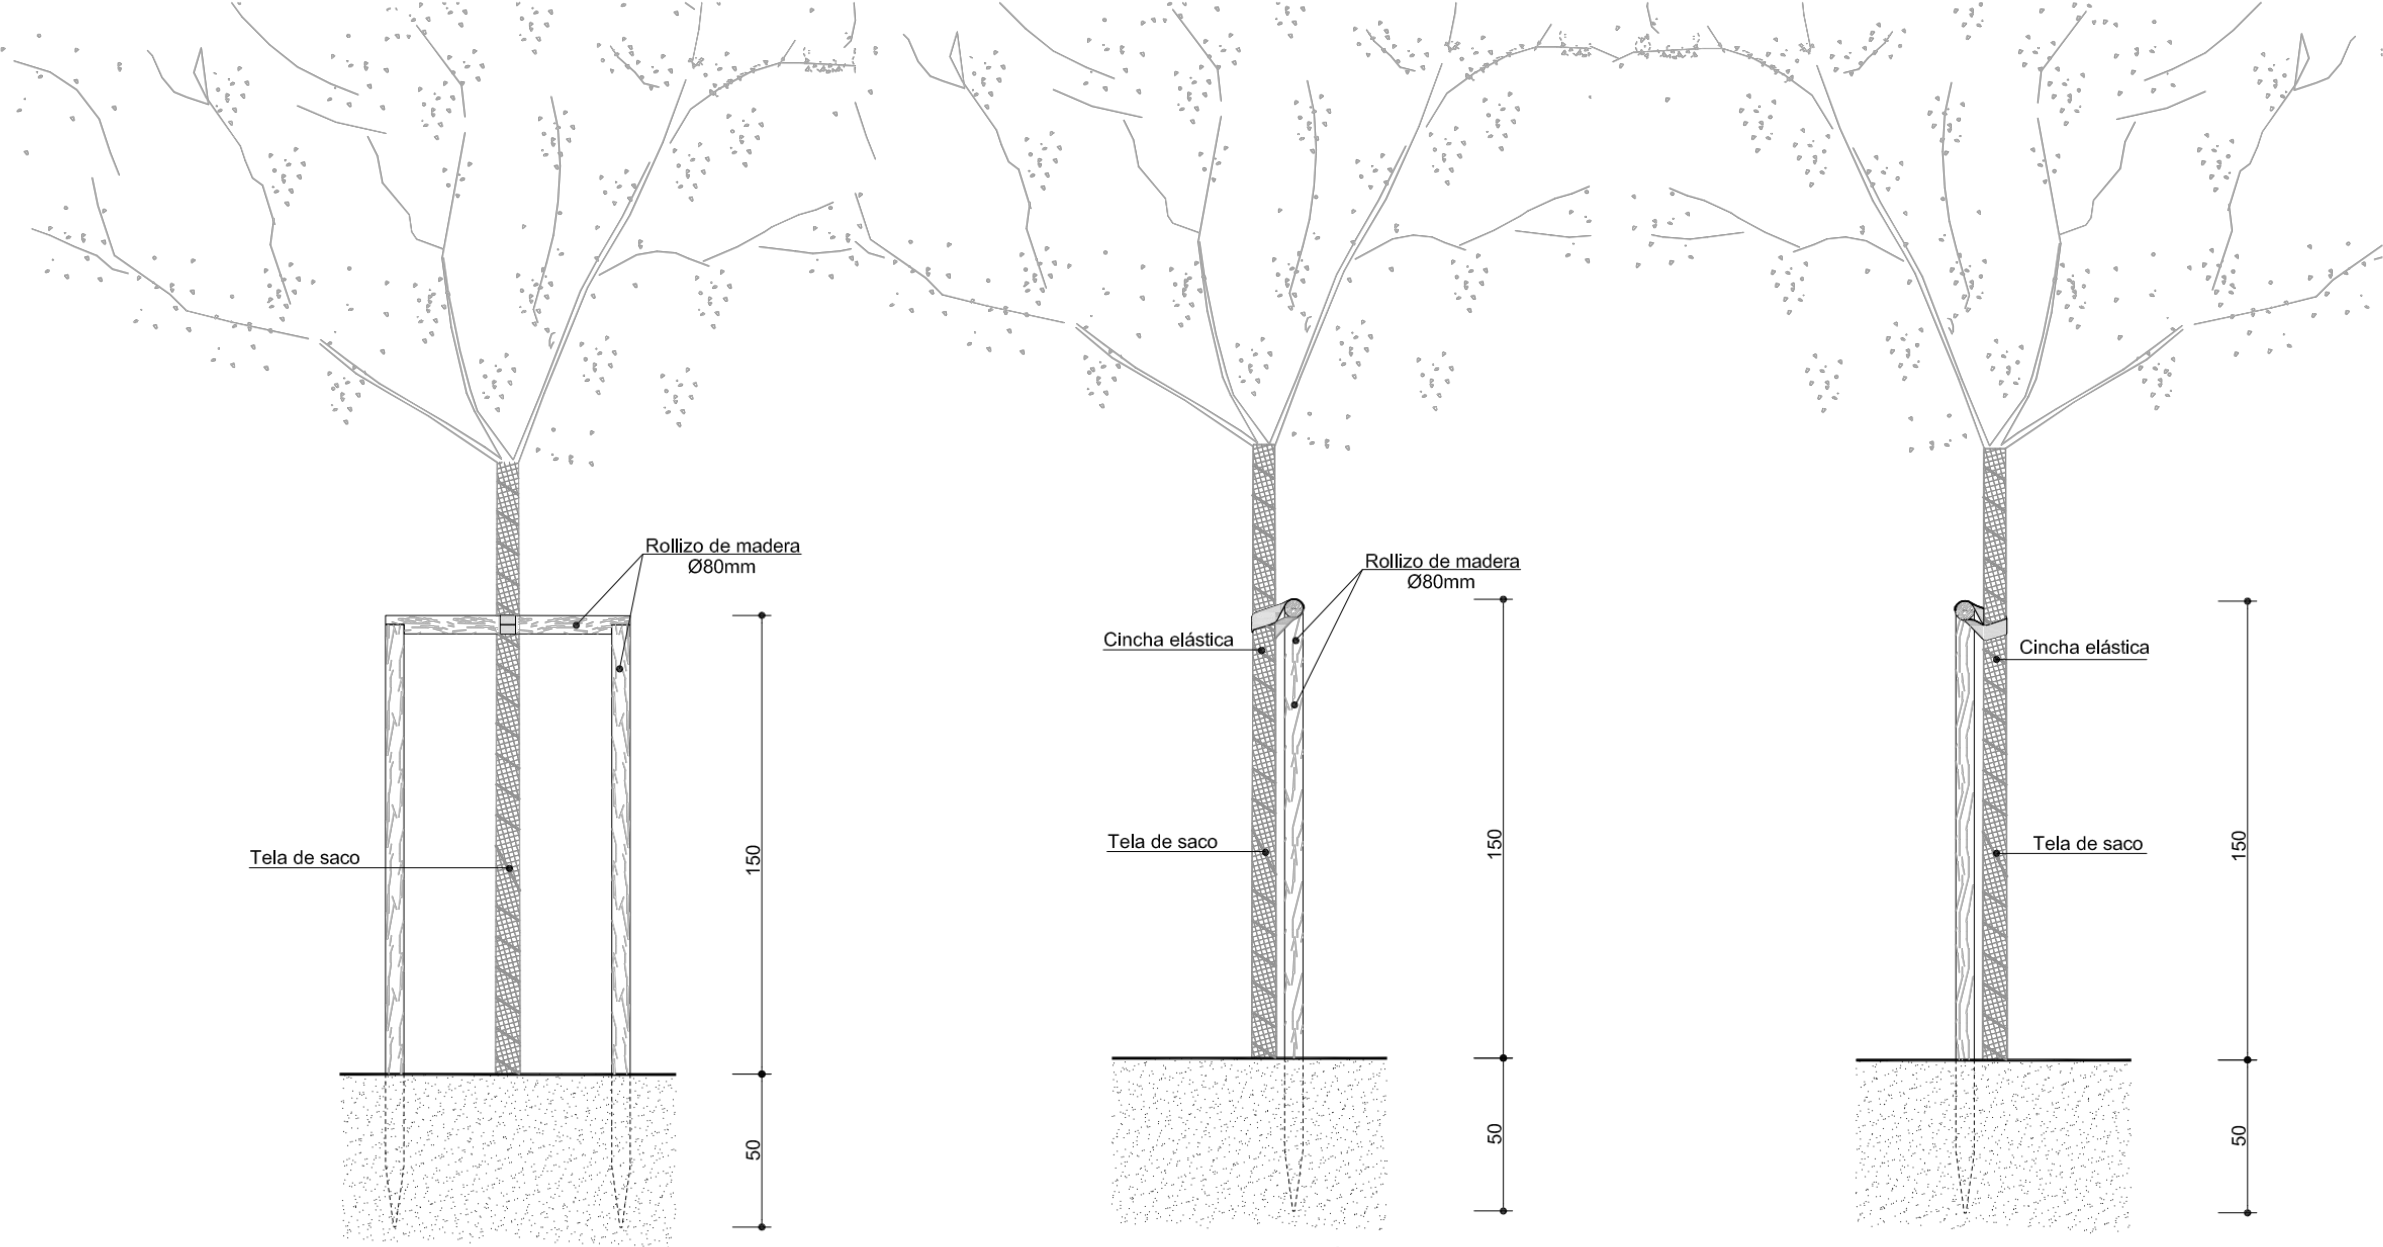 Rollizo de madera
Ø80mm
Tela de saco
150
50
Rollizo de madera
Ø80mm
Cincha elástica
Tela de saco
150
50
Cincha elástica
Tela de saco
150
50